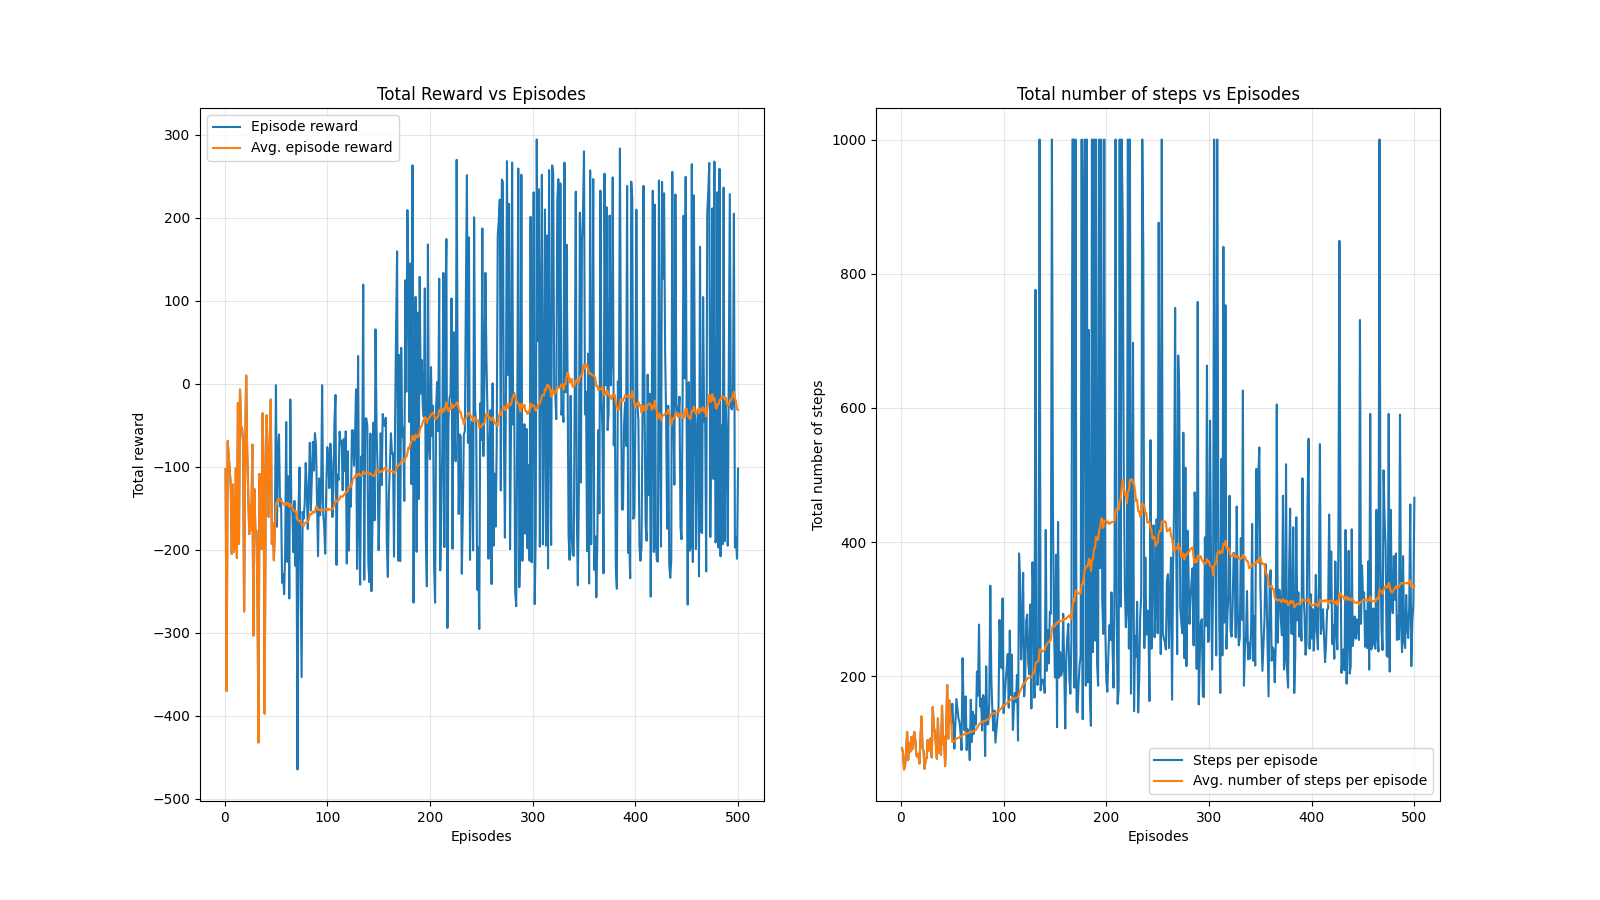 Total Reward vs Episodes
Episode reward
Avg. episode reward
300
200
100
0
−100
−200
−300
−400
−500
Total reward
0
100
200
300
400
500
Episodes
Total number of steps vs Episodes
1000
800
600
400
200
Total number of steps
Steps per episode
Avg. number of steps per episode
0
100
200
300
400
500
Episodes